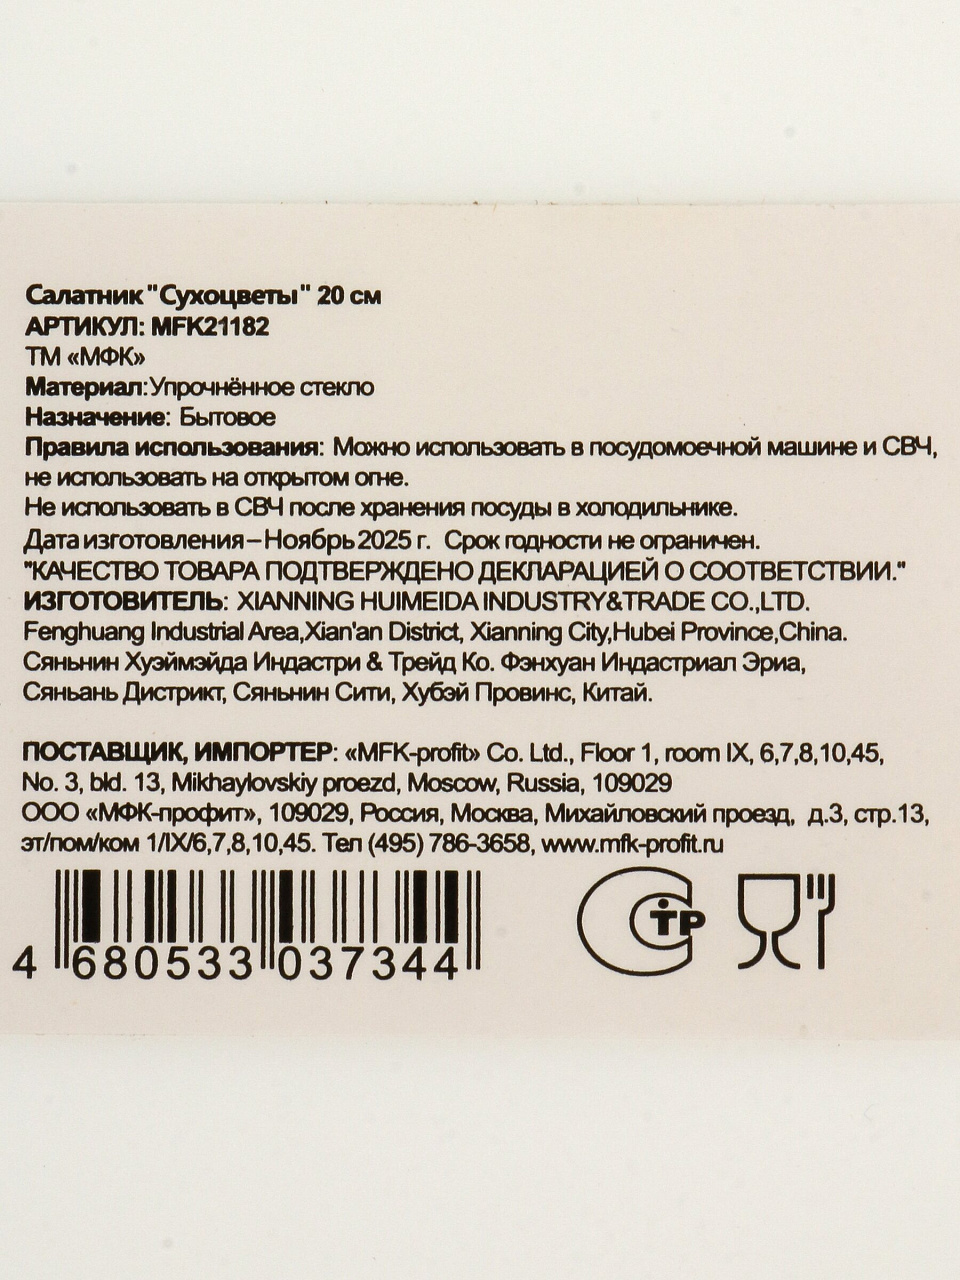 Салатник "Сухоцветы" 20 см
АРТИКУЛ: MFK21182
ТМ «МФК»
Материал: Упрочнённое стекло
Назначение: Бытовое
Правила использования: Можно использовать в посудомоечной машине и СВЧ,
не использовать на открытом огне.
Не использовать в СВЧ после хранения посуды в холодильнике.
Дата изготовления – Ноябрь 2025 г. Срок годности не ограничен.
"КАЧЕСТВО ТОВАРА ПОДТВЕРЖДЕНО ДЕКЛАРАЦИЕЙ О СООТВЕТСТВИИ."
ИЗГОТОВИТЕЛЬ: XIANNING HUIMEIDA INDUSTRY&TRADE CO.,LTD.
Fenghuang Industrial Area,Xian'an District, Xianning City,Hubei Province,China.
Сяньнин Хуэймэйда Индастри & Трейд Ко. Фэнхуан Индастриал Эриа,
Сяньань Дистрикт, Сяньнин Сити, Хубэй Провинс, Китай.
ПОСТАВЩИК, ИМПОРТЕР: «MFK-profit» Co. Ltd., Floor 1, room IX, 6,7,8,10,45,
No. 3, bld. 13, Mikhaylovskiy proezd, Moscow, Russia, 109029
ООО «МФК-профит», 109029, Россия, Москва, Михайловский проезд, д.3, стр.13,
эт/пом/ком 1/IX/6,7,8,10,45. Тел (495) 786-3658, www.mfk-profit.ru
4 680533 037344
СТР